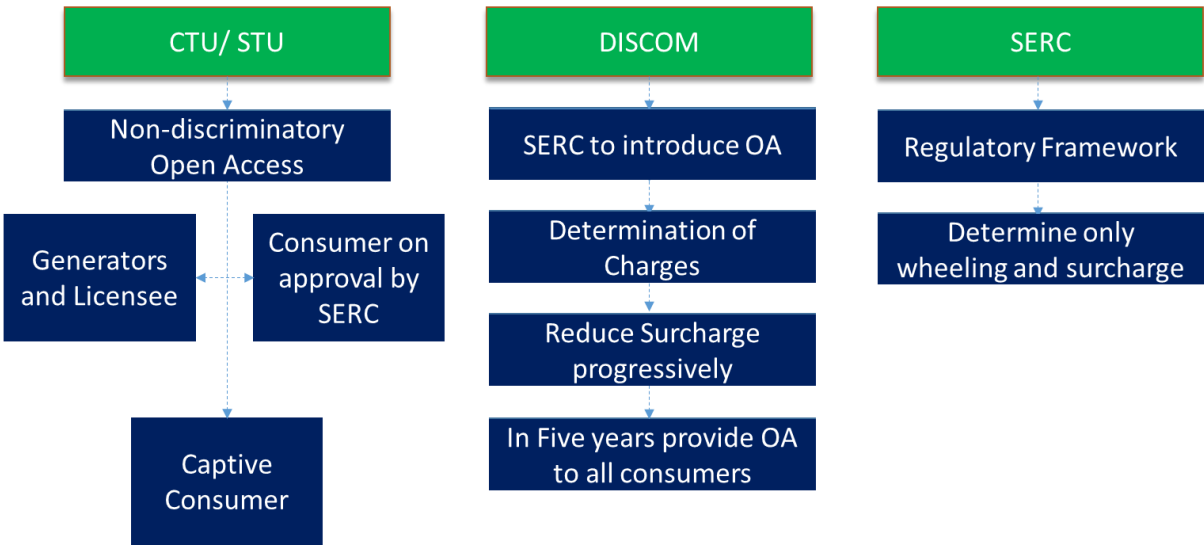 CTU/ STU
Non-discriminatory
Open Access
Generators
and Licensee
Consumer on
approval by
SERC
Captive
Consumer
DISCOM
SERC to introduce OA
Determination of
Charges
Reduce Surcharge
progressively
In Five years provide OA
to all consumers
SERC
Regulatory Framework
Determine only
wheeling and surcharge